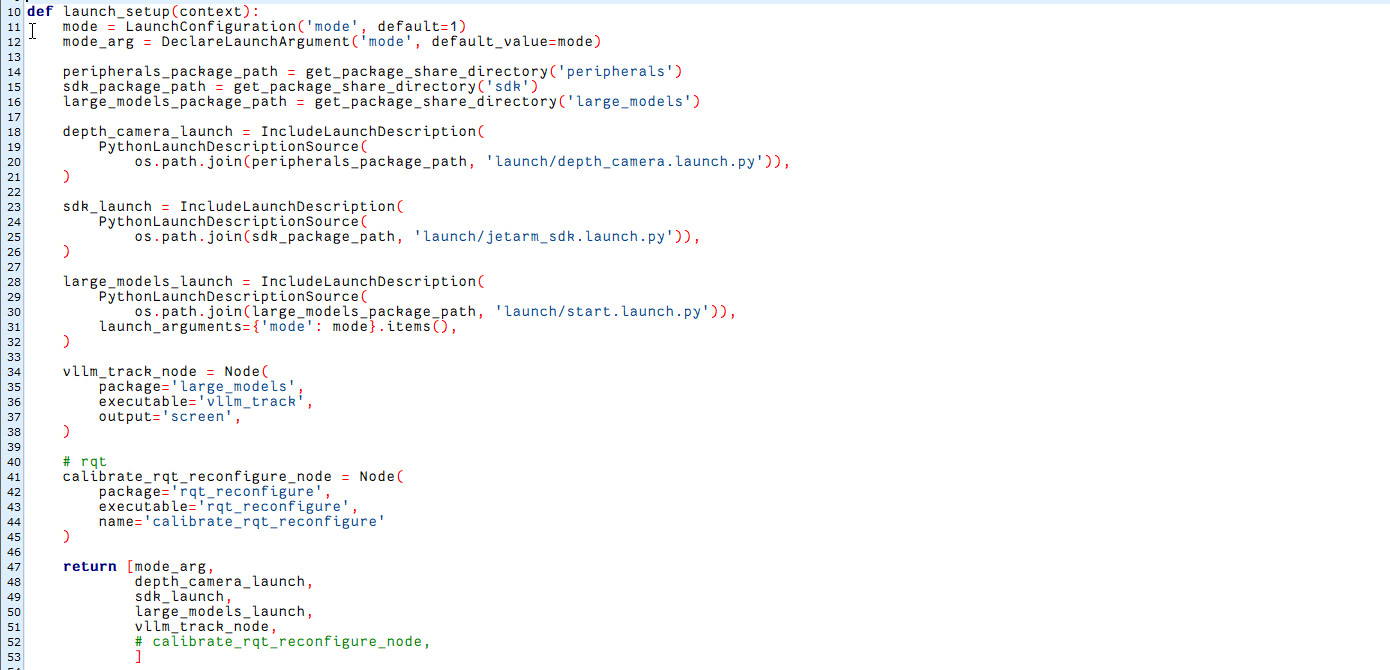 10 def launch_setup(context):
11     mode = LaunchConfiguration('mode', default=1)
12     mode_arg = DeclareLaunchArgument('mode', default_value=mode)
13
14     peripherals_package_path = get_package_share_directory('peripherals')
15     sdk_package_path = get_package_share_directory('sdk')
16     large_models_package_path = get_package_share_directory('large_models')
17
18     depth_camera_launch = IncludeLaunchDescription(
19         PythonLaunchDescriptionSource(
20             os.path.join(peripherals_package_path, 'launch/depth_camera.launch.py')),
21     )
22
23     sdk_launch = IncludeLaunchDescription(
24         PythonLaunchDescriptionSource(
25             os.path.join(sdk_package_path, 'launch/jetarm_sdk.launch.py')),
26     )
27
28     large_models_launch = IncludeLaunchDescription(
29         PythonLaunchDescriptionSource(
30             os.path.join(large_models_package_path, 'launch/start.launch.py')),
31         launch_arguments={'mode': mode}.items(),
32     )
33
34     vllm_track_node = Node(
35         package='large_models',
36         executable='vllm_track',
37         output='screen',
38     )
39
40     # rqt
41     calibrate_rqt_reconfigure_node = Node(
42         package='rqt_reconfigure',
43         executable='rqt_reconfigure',
44         name='calibrate_rqt_reconfigure'
45     )
46
47     return [mode_arg,
48             depth_camera_launch,
49             sdk_launch,
50             large_models_launch,
51             vllm_track_node,
52             # calibrate_rqt_reconfigure_node,
53             ]